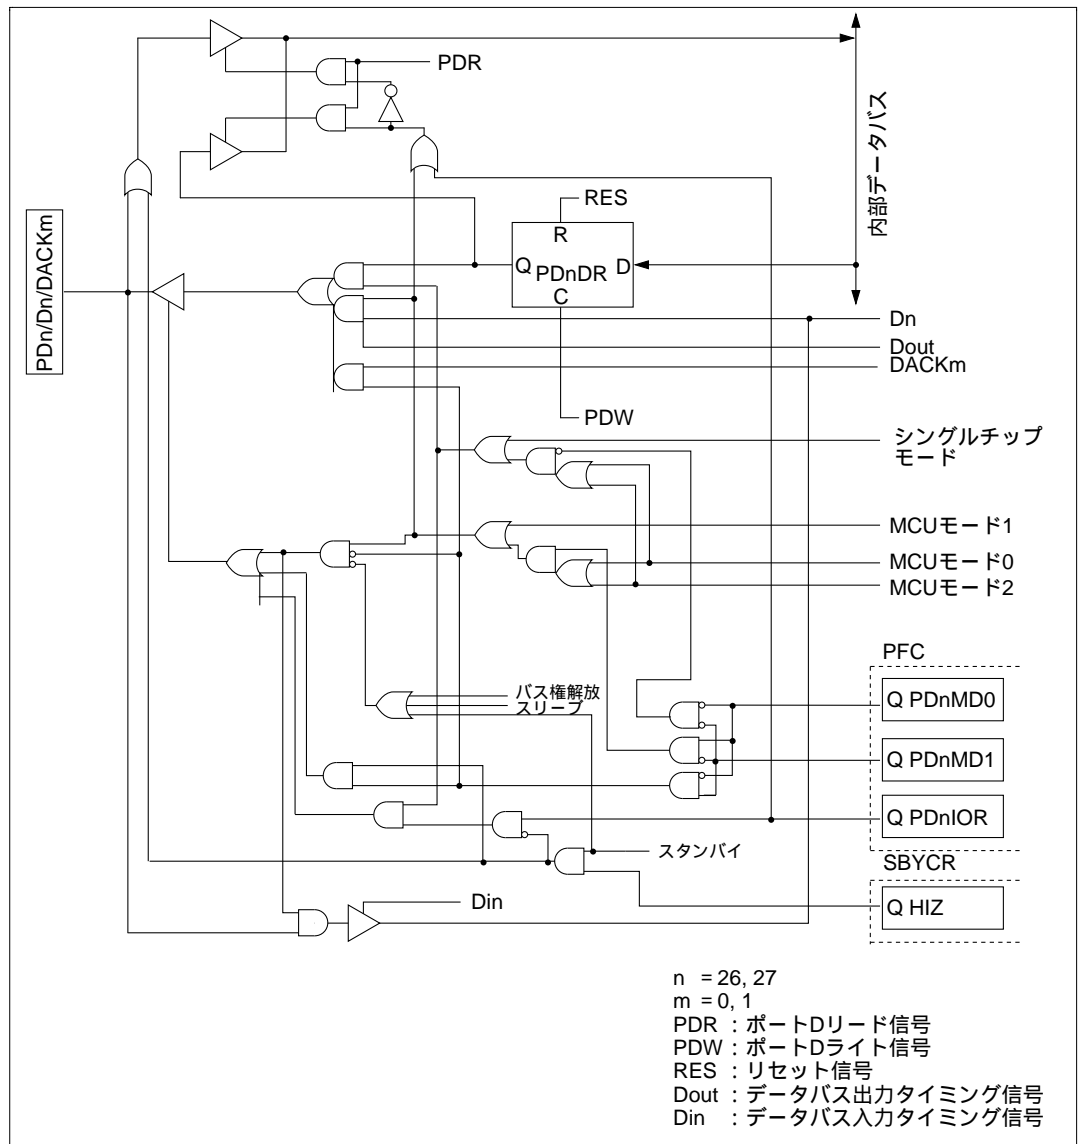 PDR
内部データバス
RES
R
Q PDnDR D
C
PDn/Dn/DACKm
Dn
Dout
DACKm
PDW
シングルチップ
モード
MCUモード1
MCUモード0
MCUモード2
PFC
バス権解放
スリープ
Q PDnMD0
Q PDnMD1
Q PDnIOR
スタンバイ
SBYCR
Din
Q HIZ
n = 26, 27
m = 0, 1
PDR : ポートDリード信号
PDW : ポートDライト信号
RES : リセット信号
Dout : データバス出力タイミング信号
Din : データバス入力タイミング信号